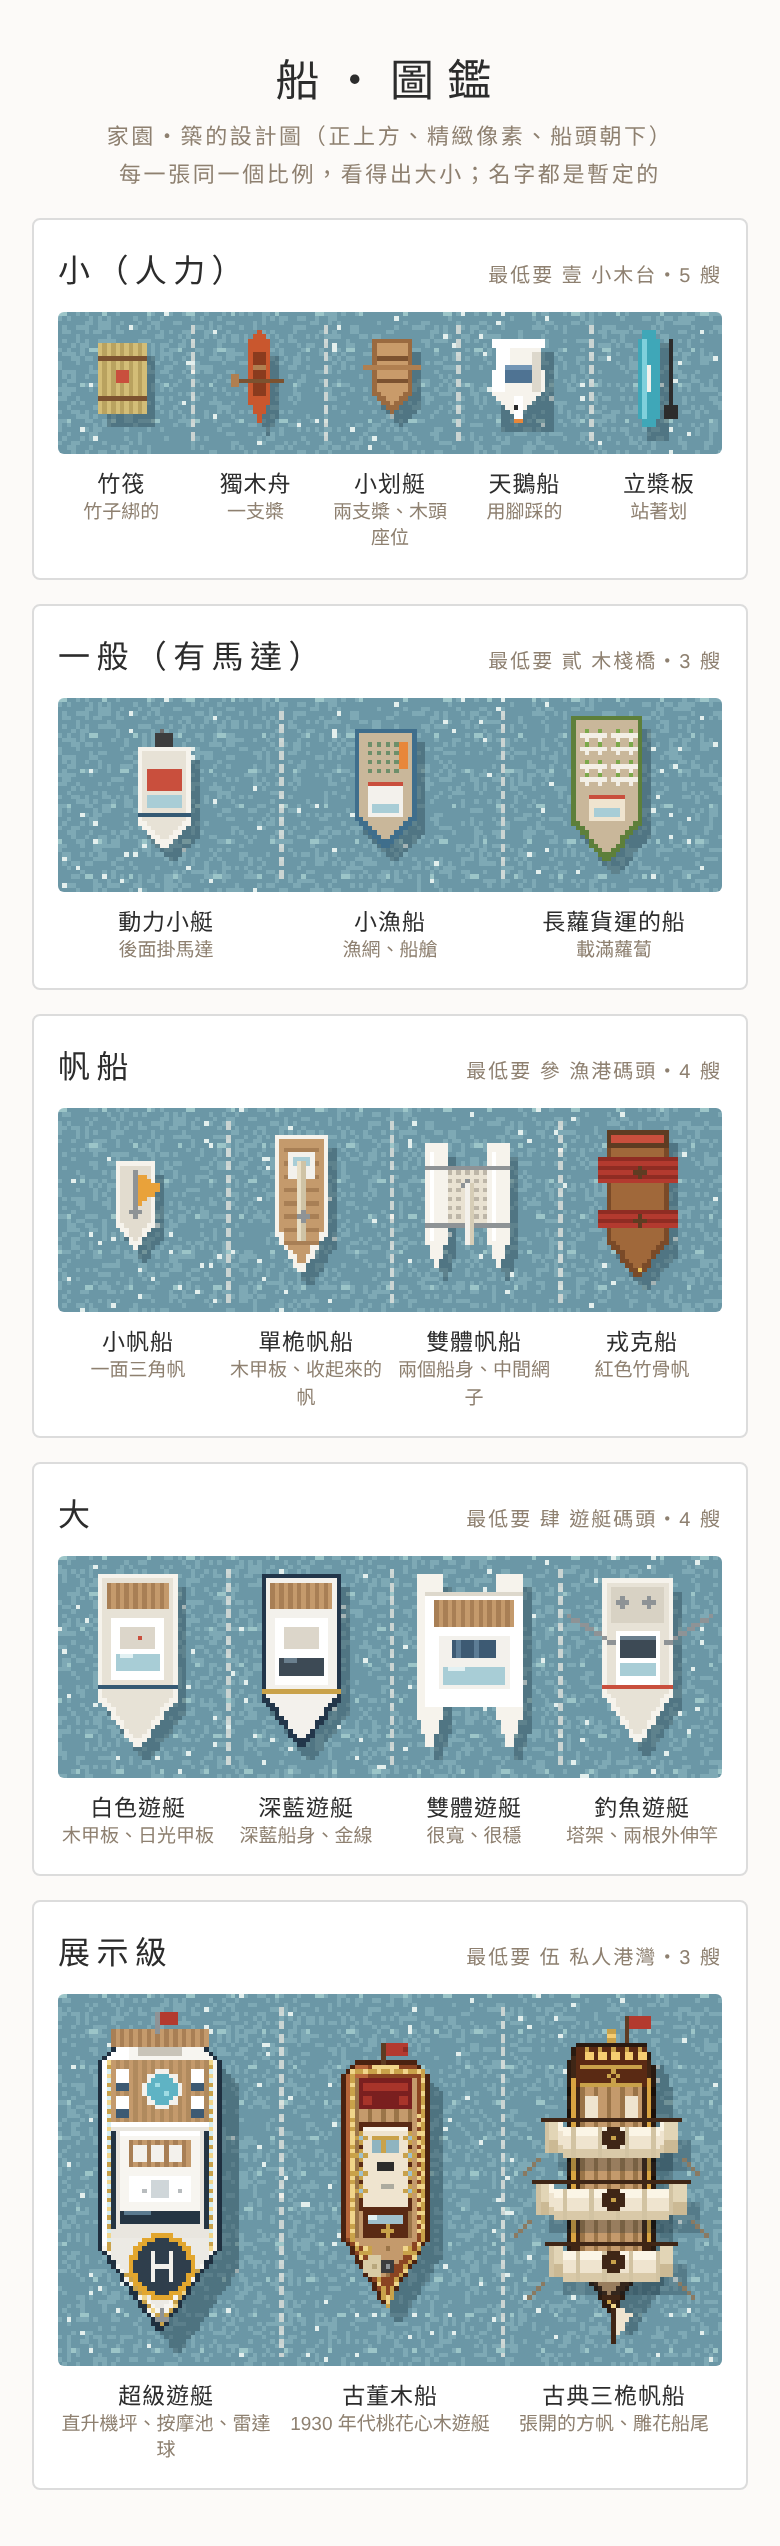 船・圖鑑
家園・築的設計圖（正上方、精緻像素、船頭朝下）
每一張同一個比例，看得出大小；名字都是暫定的
小（人力）
最低要 壹 小木台・5 艘
竹筏
竹子綁的
獨木舟
一支槳
小划艇
兩支槳、木頭
座位
天鵝船
用腳踩的
立槳板
站著划
一般（有馬達）
最低要 貳 木棧橋・3 艘
動力小艇
後面掛馬達
小漁船
漁網、船艙
長蘿貨運的船
載滿蘿蔔
帆船
最低要 參 漁港碼頭・4 艘
小帆船
一面三角帆
單桅帆船
木甲板、收起來的
帆
雙體帆船
兩個船身、中間網
子
戎克船
紅色竹骨帆
大
最低要 肆 遊艇碼頭・4 艘
白色遊艇
木甲板、日光甲板
深藍遊艇
深藍船身、金線
雙體遊艇
很寬、很穩
釣魚遊艇
塔架、兩根外伸竿
展示級
最低要 伍 私人港灣・3 艘
H
超級遊艇
直升機坪、按摩池、雷達
球
古董木船
1930 年代桃花心木遊艇
古典三桅帆船
張開的方帆、雕花船尾